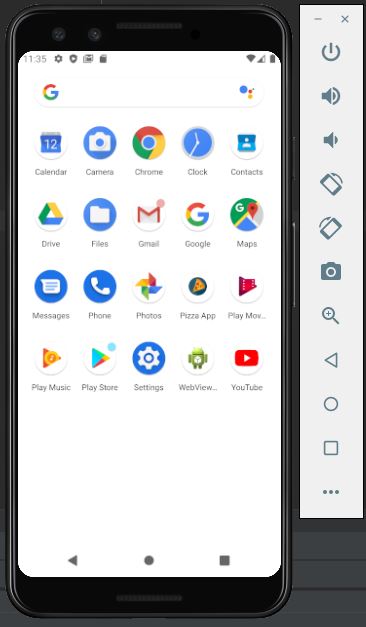 11:35
12
Calendar Camera Chrome Clock Contacts
Drive Files Gmail Google Maps
Messages Phone Photos Pizza App Play Mov...
Play Music Play Store Settings WebView... YouTube